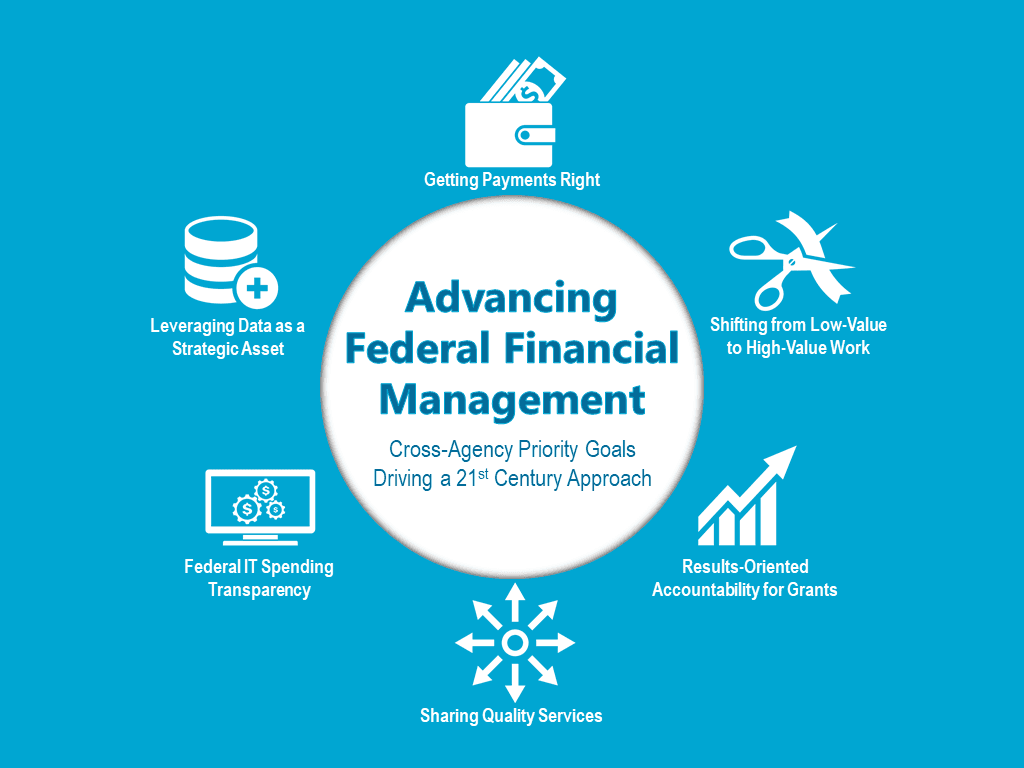 Getting Payments Right
Leveraging Data as a
Strategic Asset
Shifting from Low-Value
to High-Value Work
Advancing
Federal Financial
Management
Cross-Agency Priority Goals
Driving a 21st Century Approach
$
$
$
$
Federal IT Spending
Transparency
Results-Oriented
Accountability for Grants
Sharing Quality Services